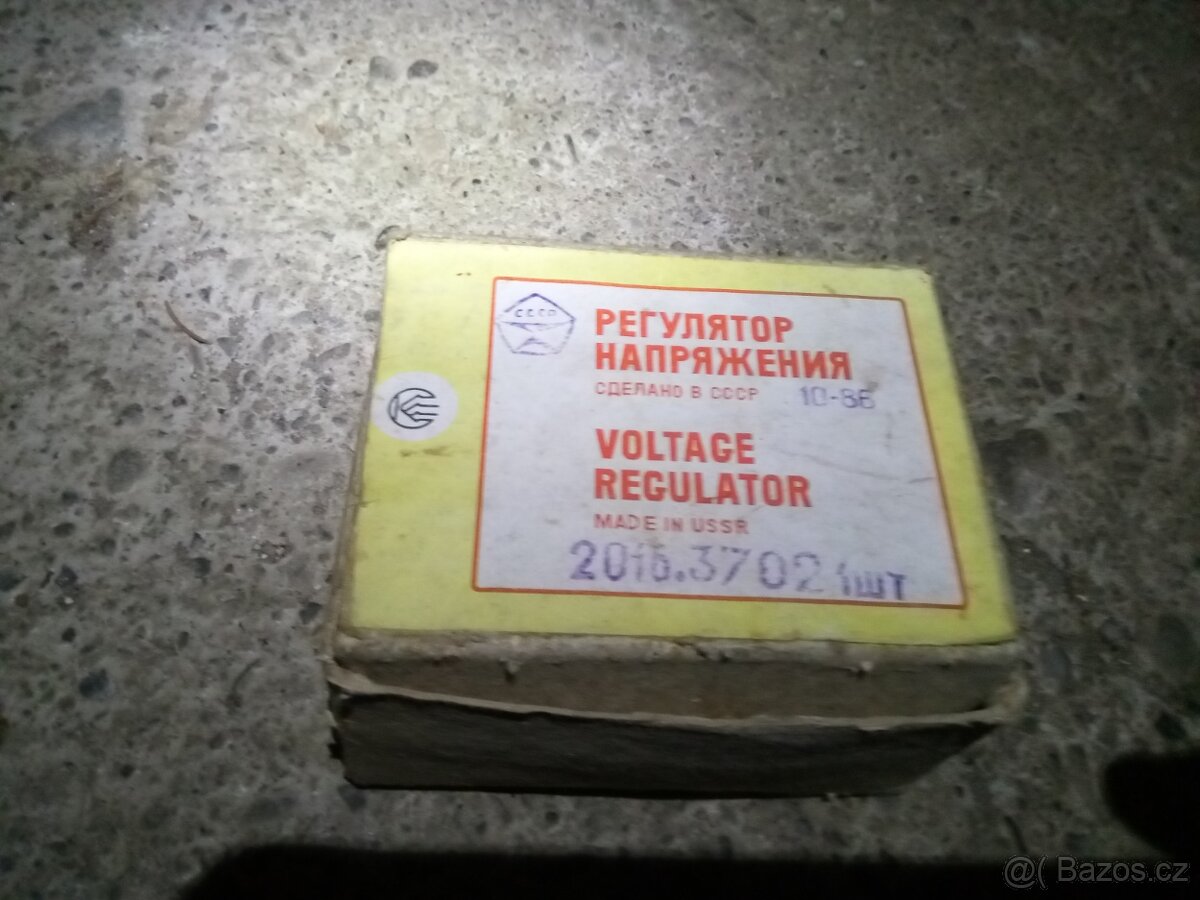 СССР
РЕГУЛЯТОР
НАПРЯЖЕНИЯ
СДЕЛАНО В СССР 10-86
VOLTAGE
REGULATOR
MADE IN USSR
2016.3702 1шт
@( Bazos.cz